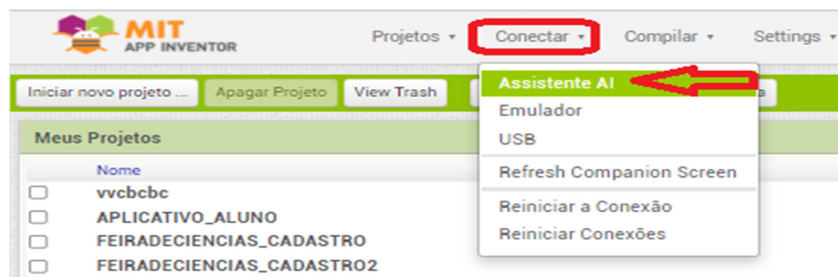 MIT
APP INVENTOR
Projetos
Conectar
Compilar
Settings
Iniciar novo projeto ...
Apagar Projeto
View Trash
a
Assistente AI
Emulador
USB
Refresh Companion Screen
Reiniciar a Conexão
Reiniciar Conexões
Meus Projetos
Nome
vvcbcbc
APLICATIVO_ALUNO
FEIRADECIENCIAS_CADASTRO
FEIRADECIENCIAS_CADASTRO2